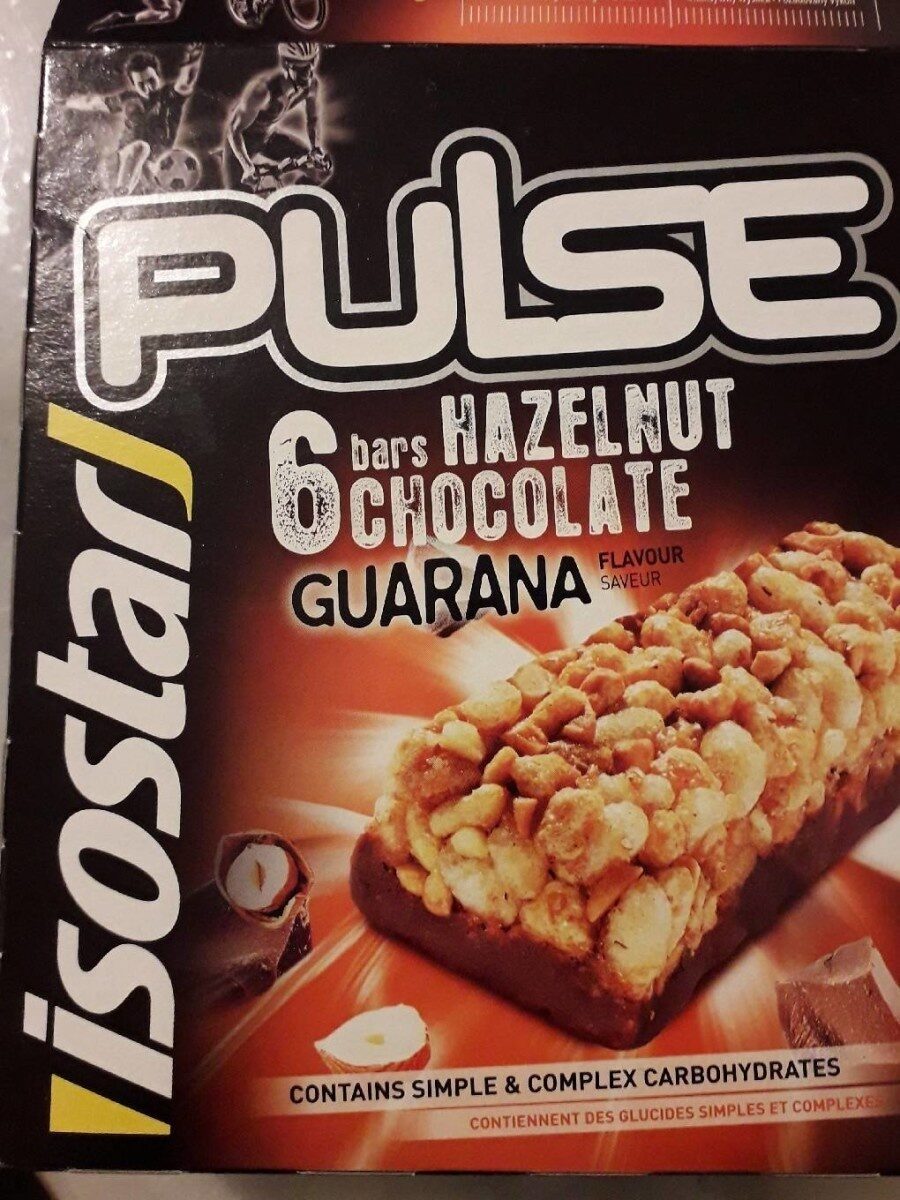 PULSE
6 bars HAZELNUT
CHOCOLATE
GUARANA FLAVOUR
SAVEUR
isostar
CONTAINS SIMPLE & COMPLEX CARBOHYDRATES
CONTIENNENT DES GLUCIDES SIMPLES ET COMPLEXES